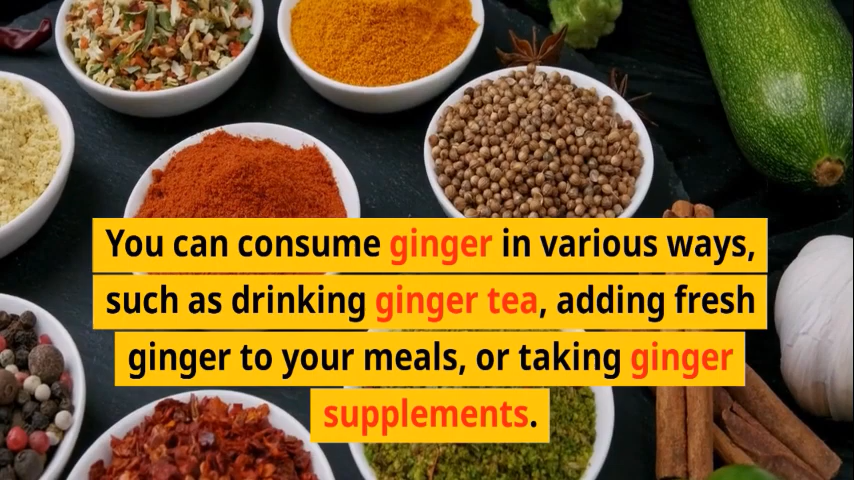 You can consume ginger in various ways,
such as drinking ginger tea, adding fresh
ginger to your meals, or taking ginger
supplements.